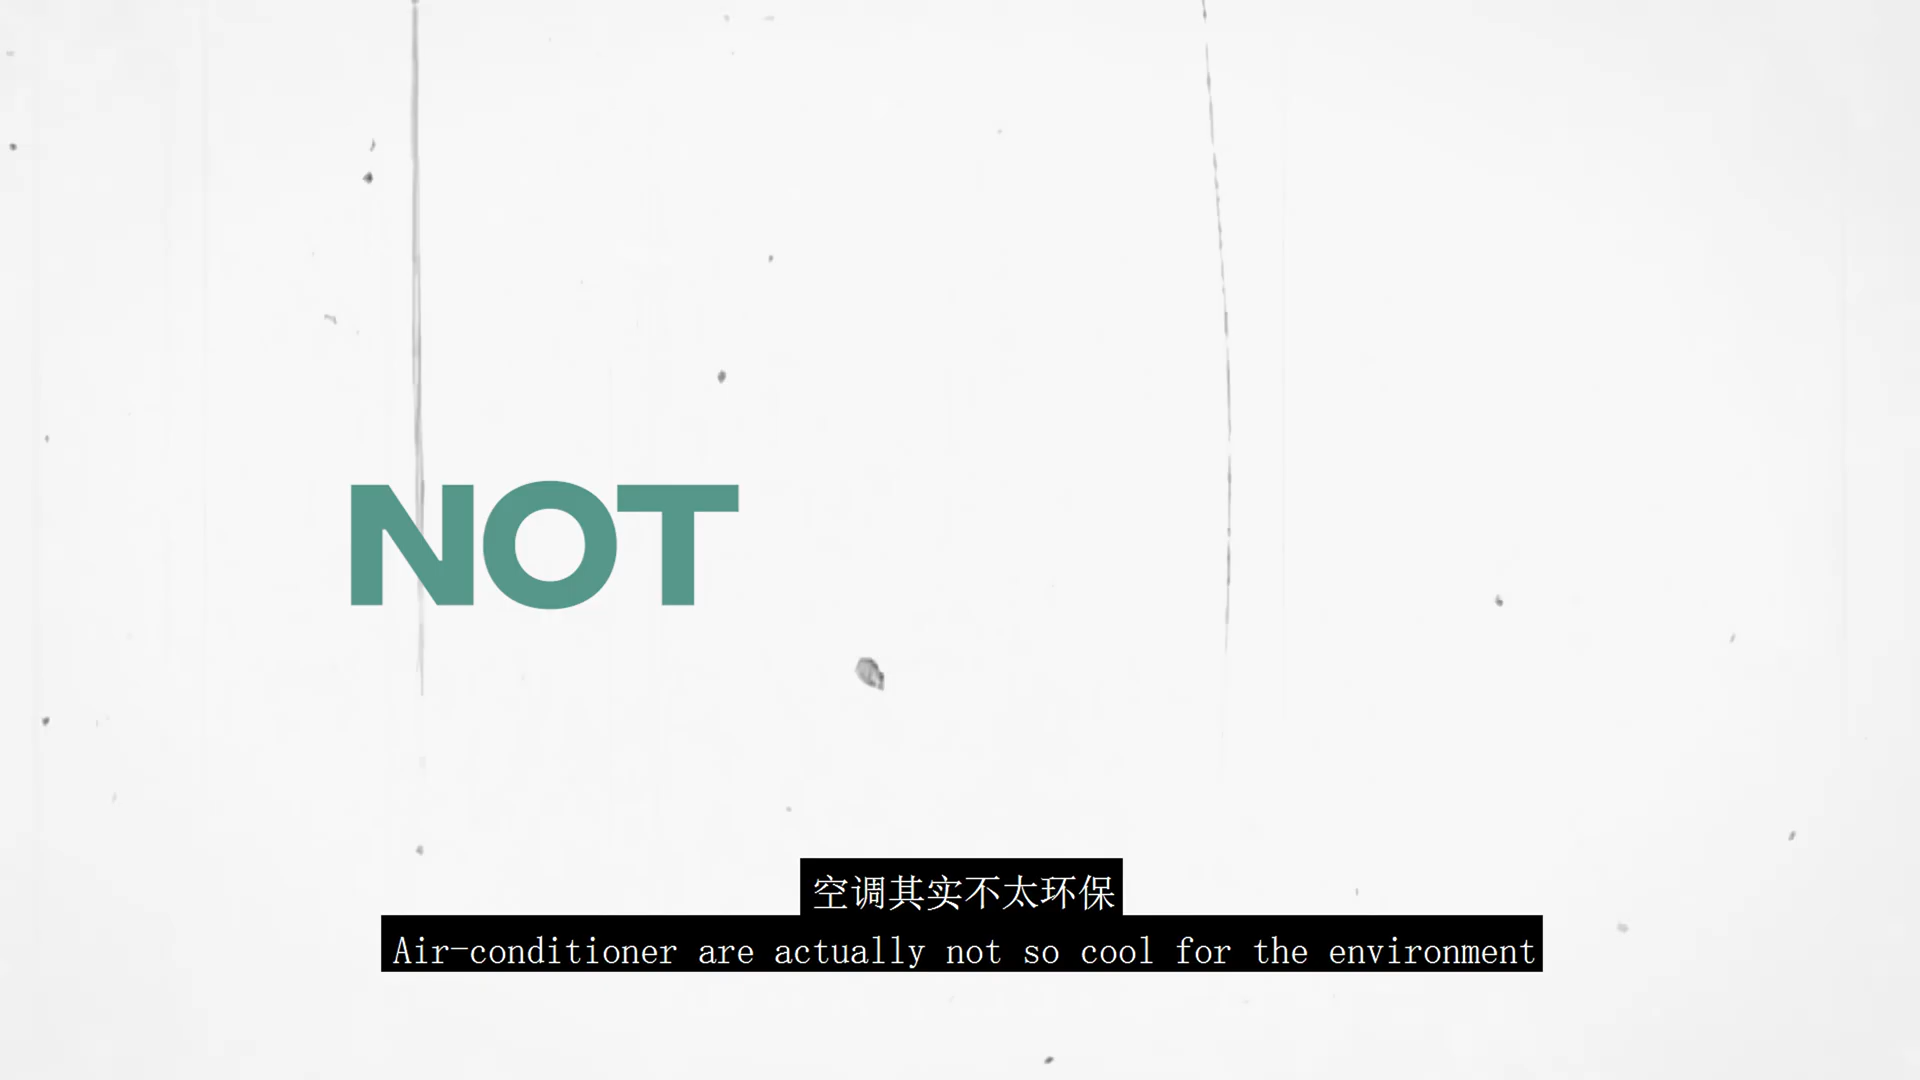 NOT
空调其实不太环保
Air-conditioner are actually not so cool for the environment